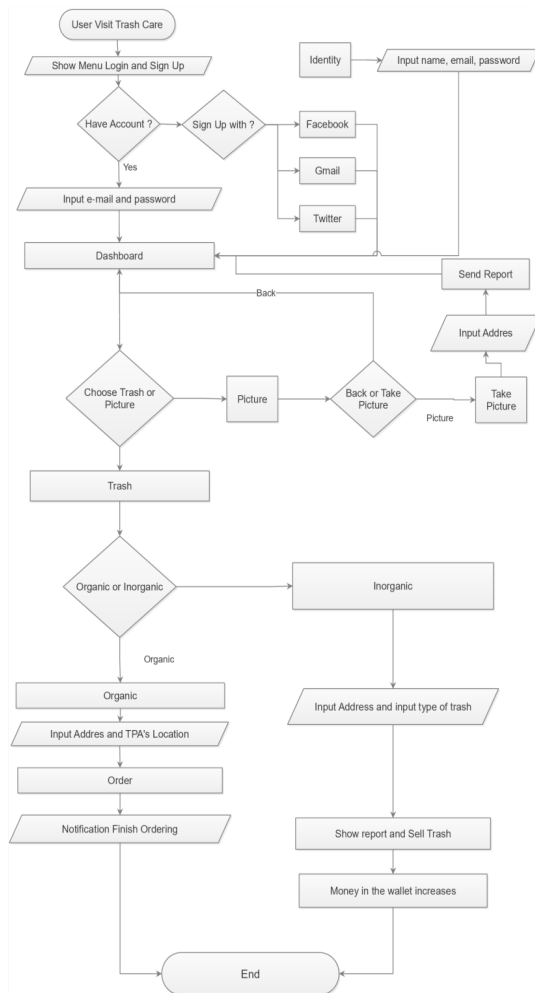 User Visit Trash Care
Show Menu Login and Sign Up
Identity
Input name, email, password
Have Account ?
Sign Up with ?
Facebook
Yes
Gmail
Input e-mail and password
Twitter
Dashboard
Send Report
Back
Input Addres
Choose Trash or
Picture
Picture
Back or Take
Picture
Picture
Take
Picture
Trash
Organic or Inorganic
Inorganic
Organic
Organic
Input Address and input type of trash
Input Addres and TPA's Location
Order
Notification Finish Ordering
Show report and Sell Trash
Money in the wallet increases
End